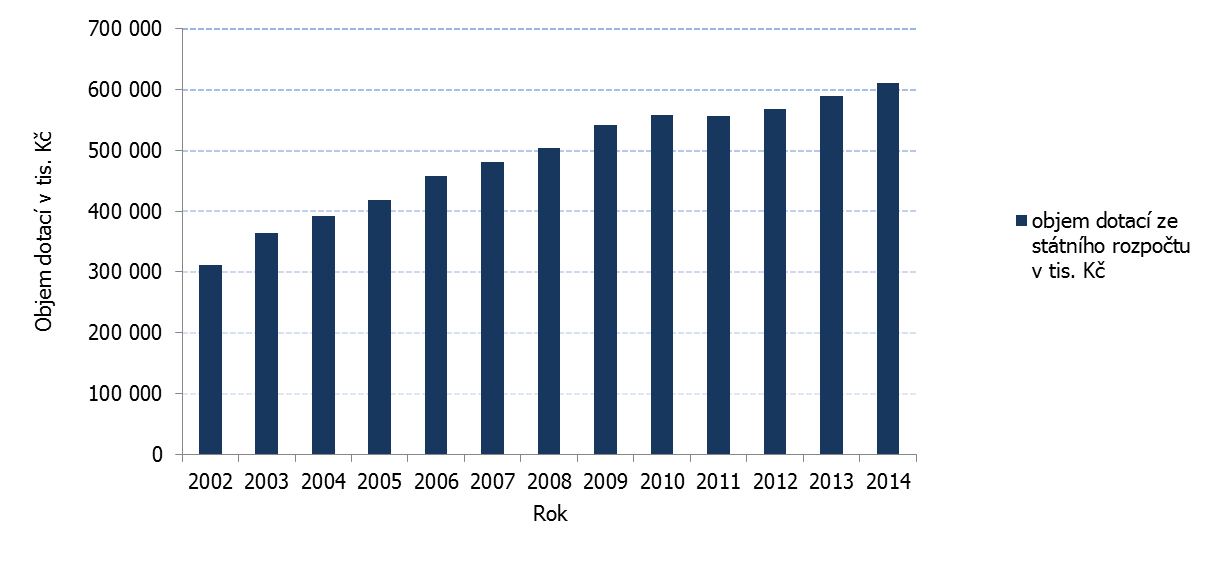 700 000
600 000
500 000
400 000
300 000
200 000
100 000
0
Objem dotací v tis. Kč
2002 2003 2004 2005 2006 2007 2008 2009 2010 2011 2012 2013 2014
Rok
objem dotací ze
státního rozpočtu
v tis. Kč